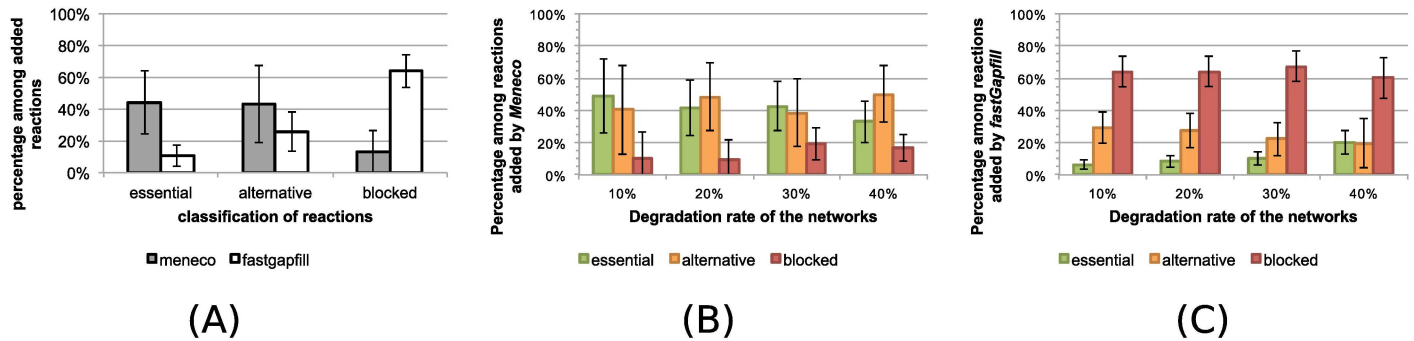 100%
80%
60%
40%
20%
0%
percentage among added
reactions
essential alternative blocked
classification of reactions
meneco fastgapfill
(A)
100%
80%
60%
40%
20%
0%
Percentage among reactions
added by Meneco
10% 20% 30% 40%
Degradation rate of the networks
essential alternative blocked
(B)
100%
80%
60%
40%
20%
0%
Percentage among reactions
added by fastGapfill
10% 20% 30% 40%
Degradation rate of the networks
essential alternative blocked
(C)